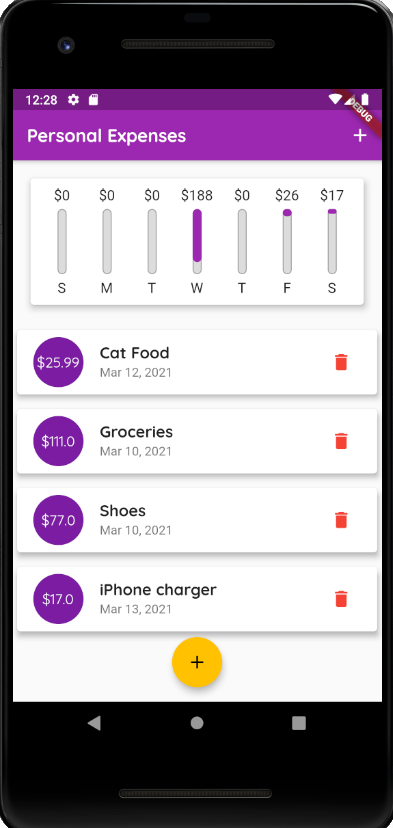 12:28
DEBUG
Personal Expenses +
$0 $0 $0 $188 $0 $26 $17
S M T W T F S
$25.99 Cat Food
Mar 12, 2021
$111.0 Groceries
Mar 10, 2021
$77.0 Shoes
Mar 10, 2021
$17.0 iPhone charger
Mar 13, 2021
+